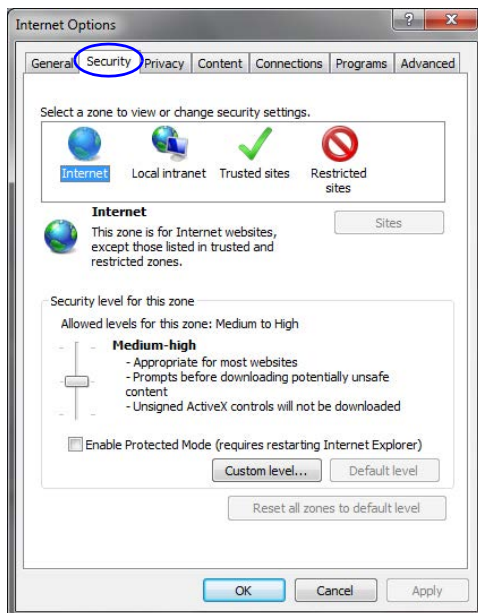 Internet Options
General Security Privacy Content Connections Programs Advanced
Select a zone to view or change security settings.
Internet Local intranet Trusted sites Restricted
sites
Internet
Sites
This zone is for Internet websites,
except those listed in trusted and
restricted zones.
Security level for this zone
Allowed levels for this zone: Medium to High
Medium-high
- Appropriate for most websites
- Prompts before downloading potentially unsafe
content
- Unsigned ActiveX controls will not be downloaded
Enable Protected Mode (requires restarting Internet Explorer)
Custom level... Default level
Reset all zones to default level
OK Cancel Apply